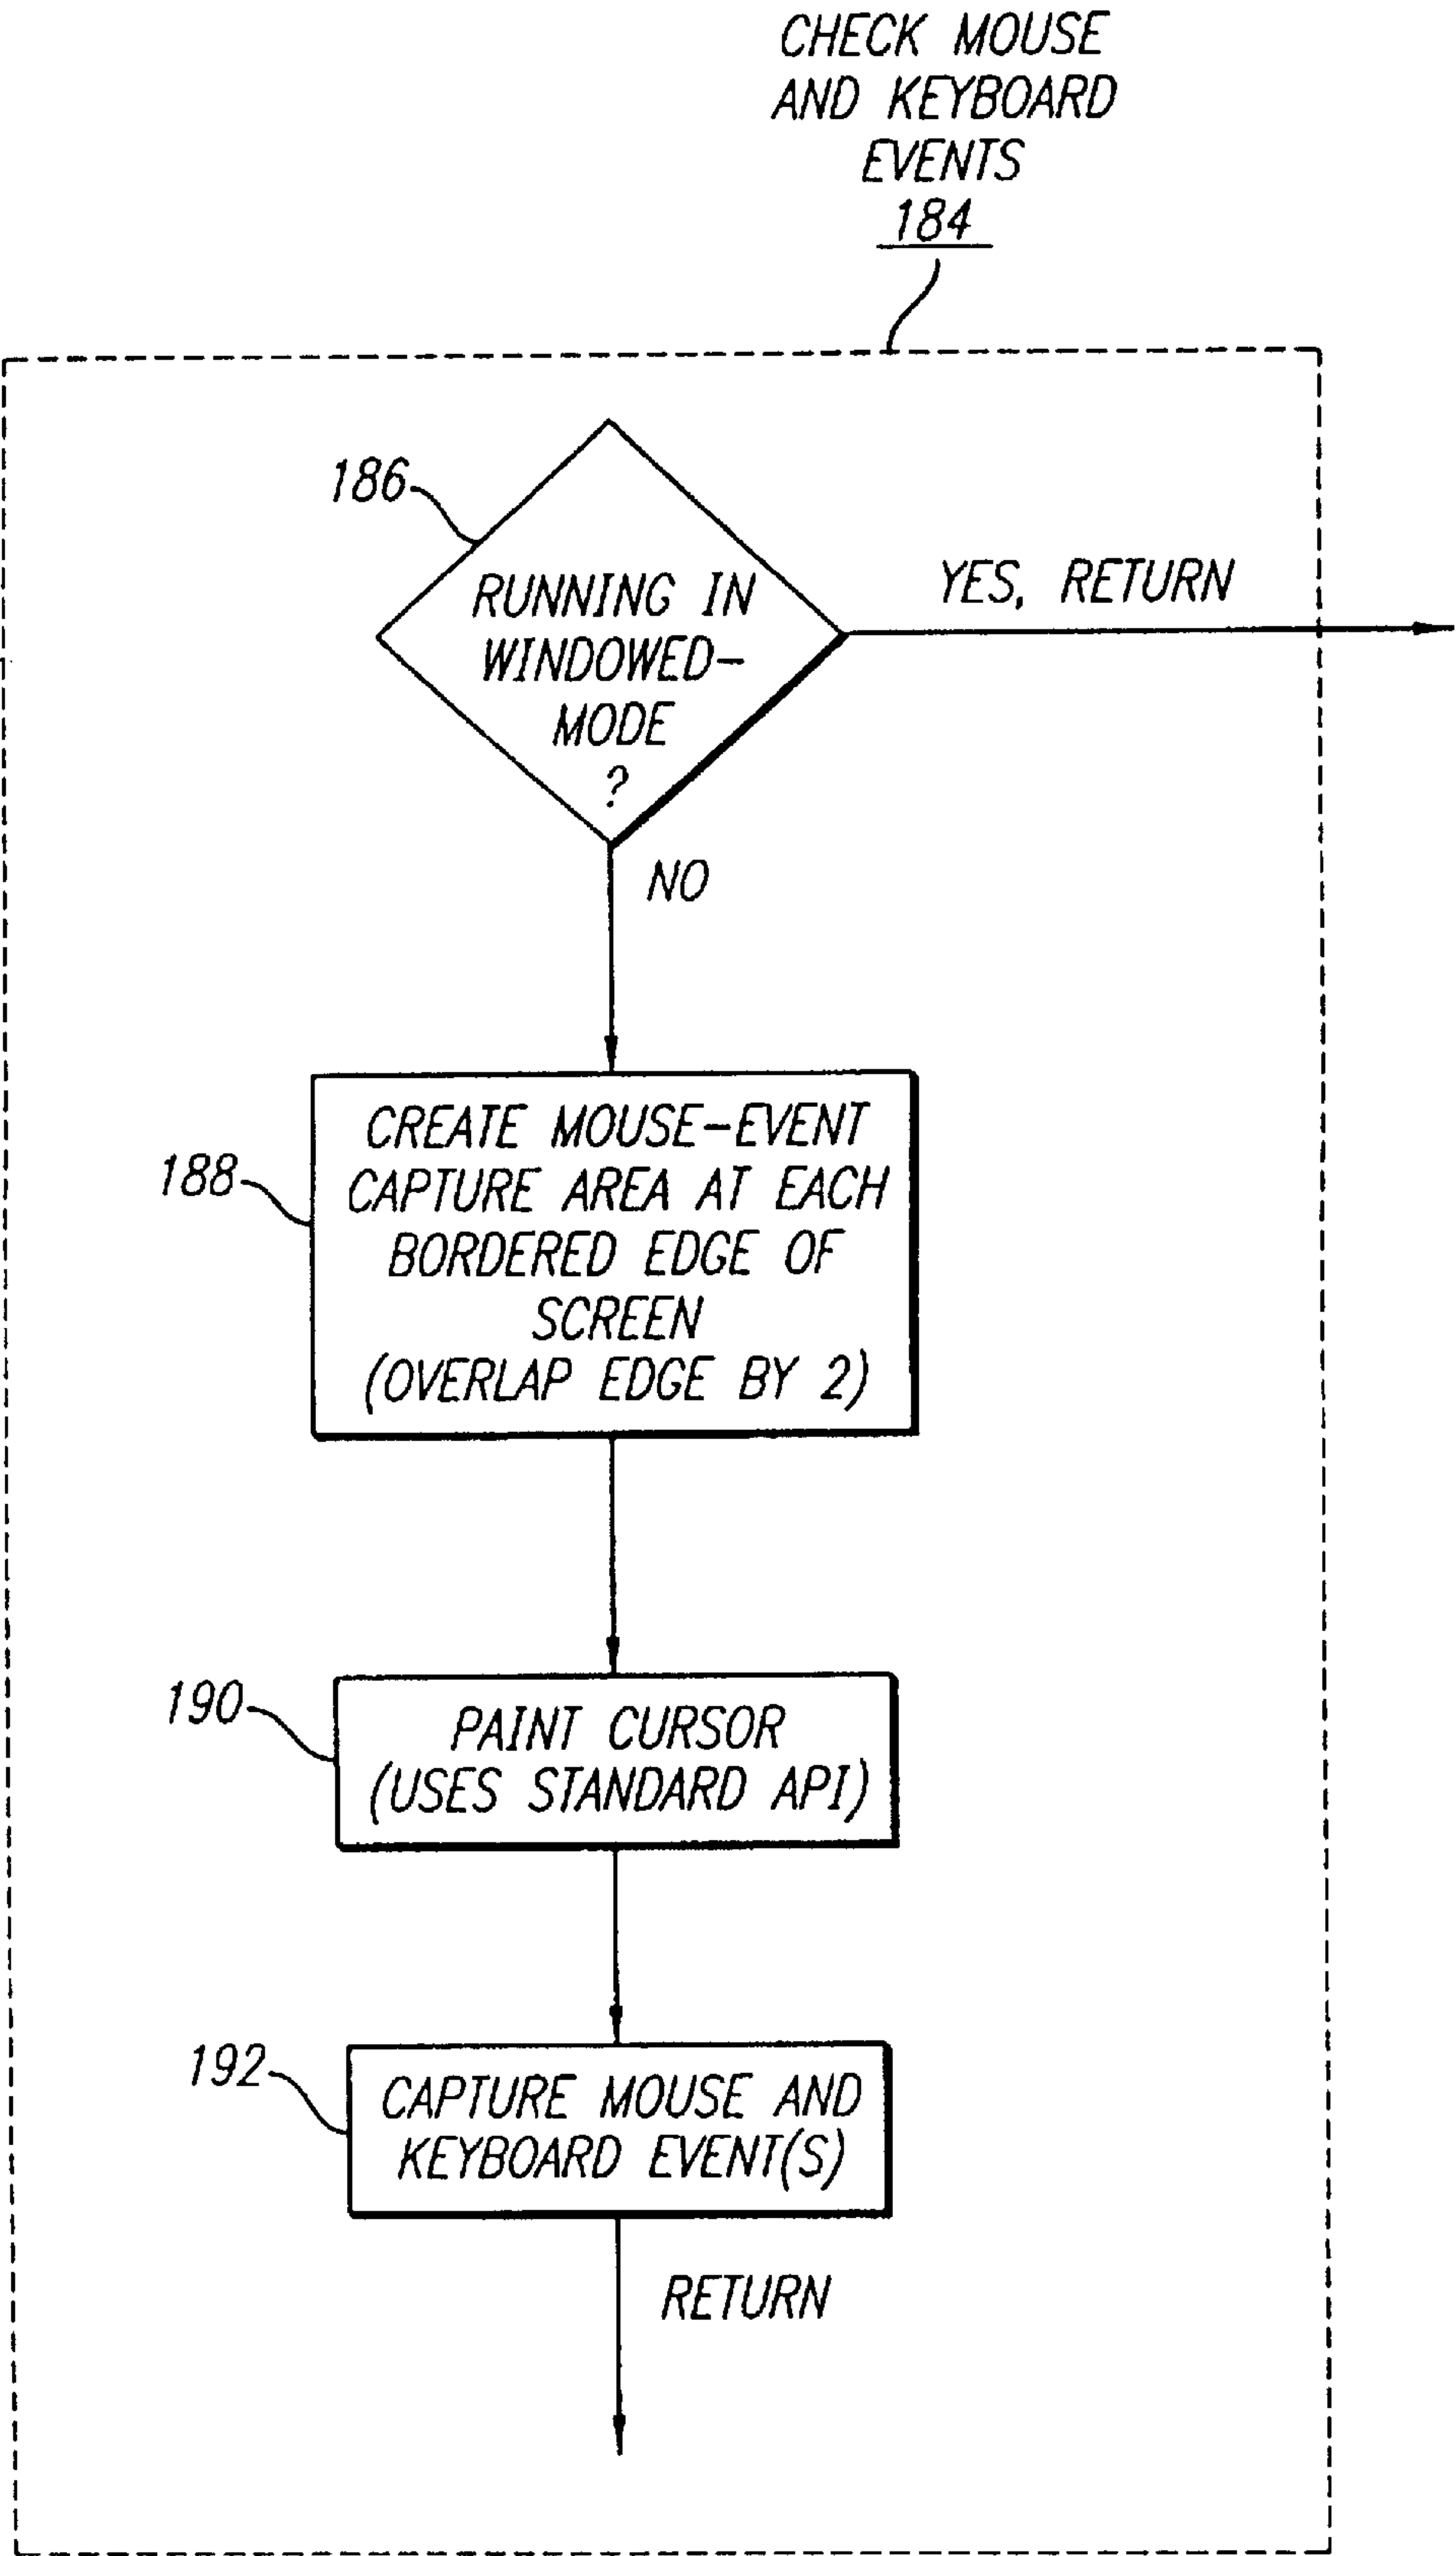 CHECK MOUSE
AND KEYBOARD
EVENTS
184
186
RUNNING IN
WINDOWED-
MODE
?
YES, RETURN
NO
188
CREATE MOUSE-EVENT
CAPTURE AREA AT EACH
BORDERED EDGE OF
SCREEN
(OVERLAP EDGE BY 2)
190
PAINT CURSOR
(USES STANDARD API)
192
CAPTURE MOUSE AND
KEYBOARD EVENT(S)
RETURN